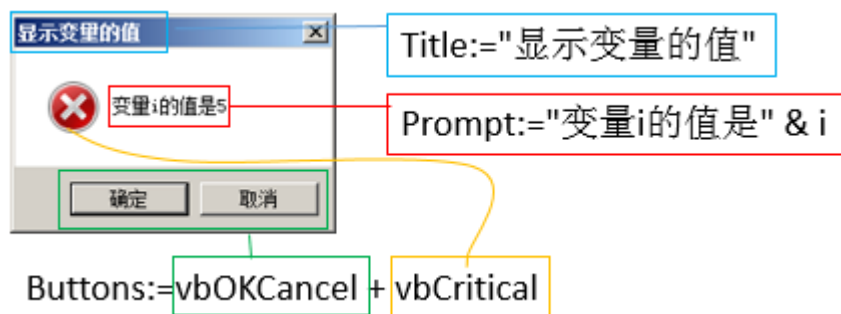 显示变里的值
Title:="显示变量的值"
变量i的值是5
Prompt:="变量i的值是" & i
确定
取消
Buttons:=vbOKCancel + vbCritical